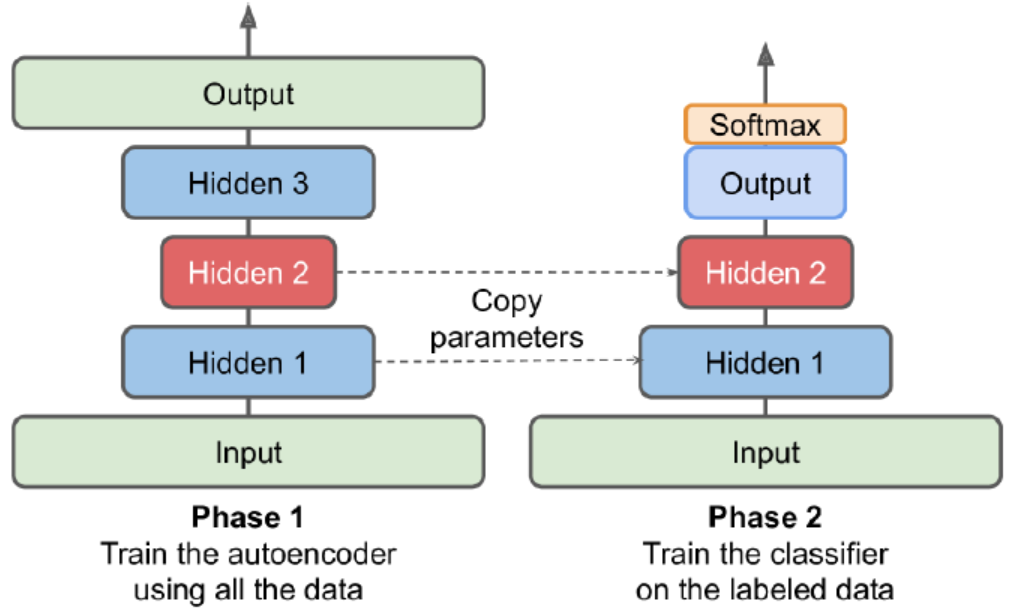 Output
Hidden 3
Hidden 2
Hidden 1
Input
Phase 1
Train the autoencoder
using all the data
Copy
parameters
Softmax
Output
Hidden 2
Hidden 1
Input
Phase 2
Train the classifier
on the labeled data